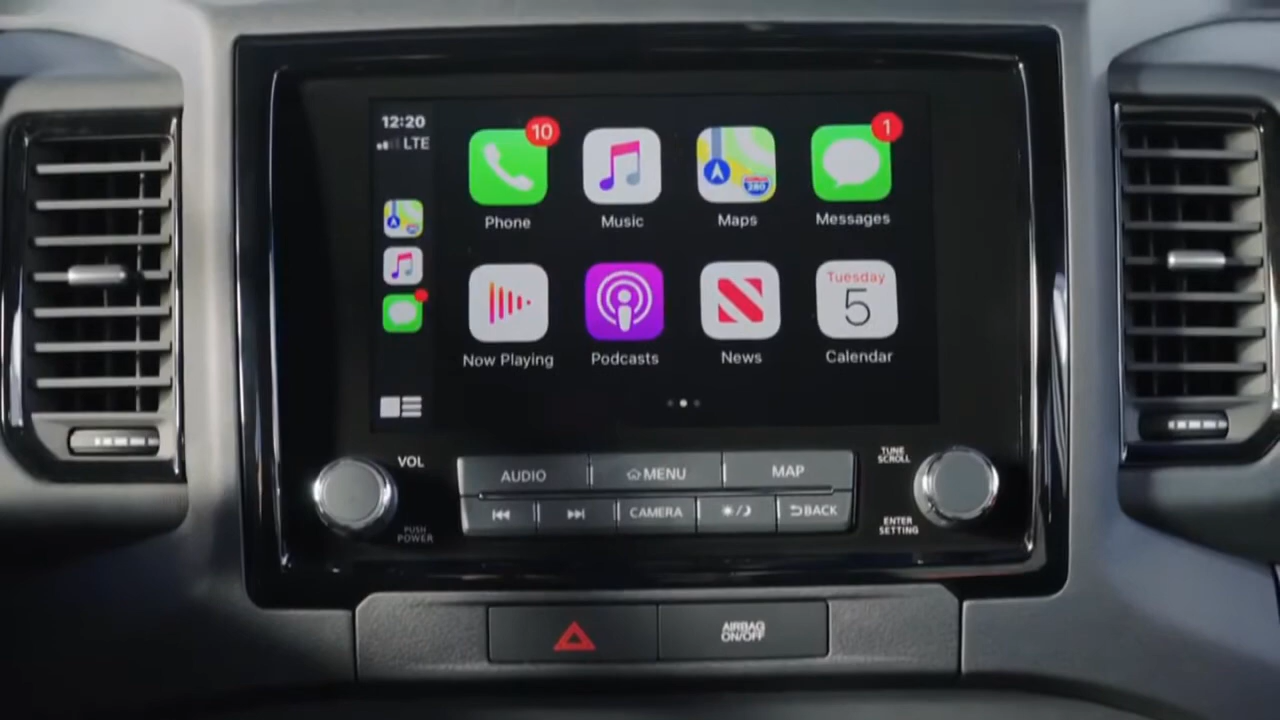 12:20
LTE
10
1
280
Phone
Music
Maps
Messages
Tuesday
5
Now Playing
Podcasts
News
Calendar
VOL
PUSH
POWER
AUDIO
MENU
MAP
CAMERA
BACK
TUNE
SCROLL
ENTER
SETTING
AIRBAG
ON/OFF